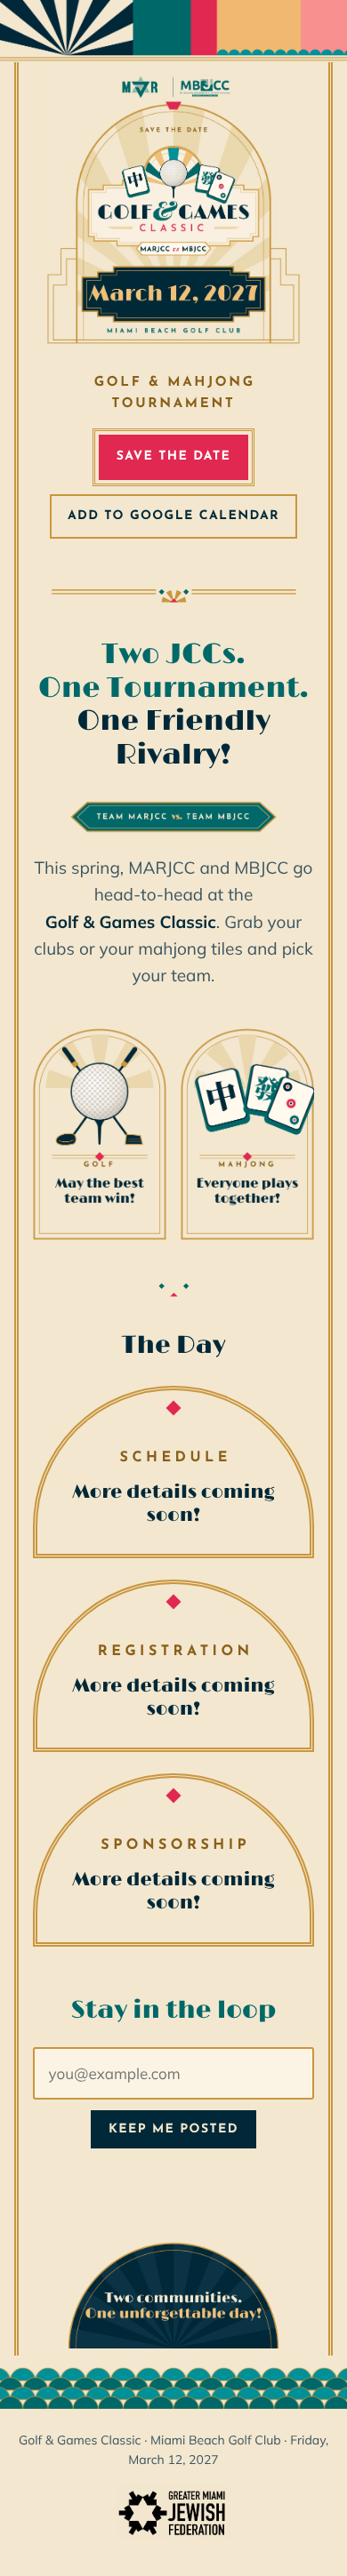 M R | MBJCC
SAVE THE DATE
中 發
GOLF & GAMES
CLASSIC
MARJCC vs MBJCC
March 12, 2027
MIAMI BEACH GOLF CLUB
GOLF & MAHJONG
TOURNAMENT
SAVE THE DATE
ADD TO GOOGLE CALENDAR
Two JCCs.
One Tournament.
One Friendly
Rivalry!
TEAM MARJCC vs. TEAM MBJCC
This spring, MARJCC and MBJCC go
head-to-head at the
Golf & Games Classic. Grab your
clubs or your mahjong tiles and pick
your team.
中 發
GOLF
May the best
team win!
MAHJONG
Everyone plays
together!
The Day
SCHEDULE
More details coming
soon!
REGISTRATION
More details coming
soon!
SPONSORSHIP
More details coming
soon!
Stay in the loop
you@example.com
KEEP ME POSTED
Two communities.
One unforgettable day!
Golf & Games Classic · Miami Beach Golf Club · Friday,
March 12, 2027
GREATER MIAMI
JEWISH
FEDERATION